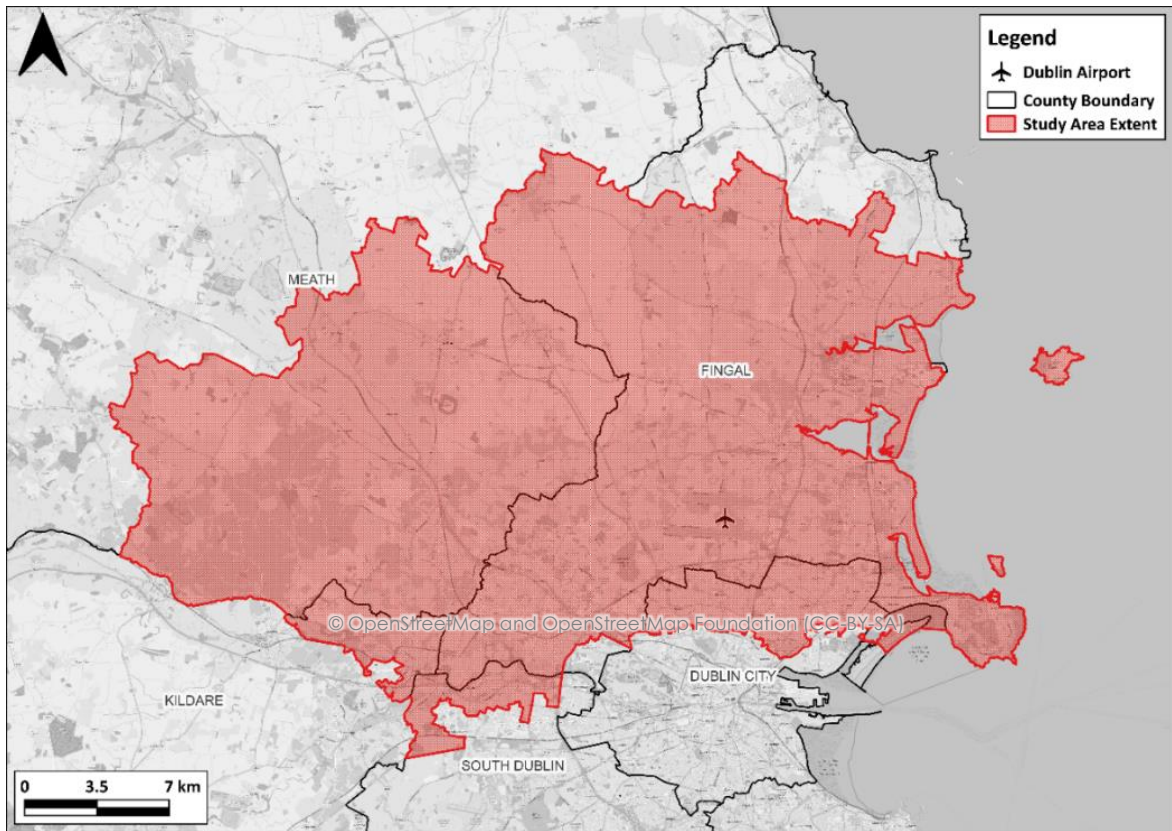 Legend
Dublin Airport
County Boundary
Study Area Extent
MEATH
FINGAL
© OpenStreetMap and OpenStreetMap Foundation (CC-BY-SA)
DUBLIN CITY
KILDARE
SOUTH DUBLIN
0 3.5 7 km